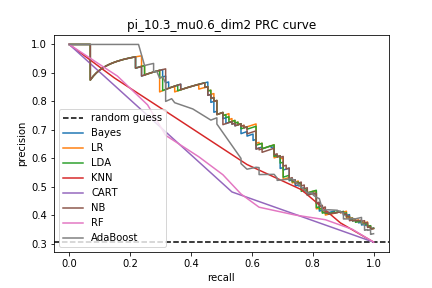 pi_10.3_mu0.6_dim2 PRC curve
1.0
0.9
0.8
0.7
0.6
0.5
0.4
0.3
precision
random guess
Bayes
LR
LDA
KNN
CART
NB
RF
AdaBoost
0.0 0.2 0.4 0.6 0.8 1.0
recall